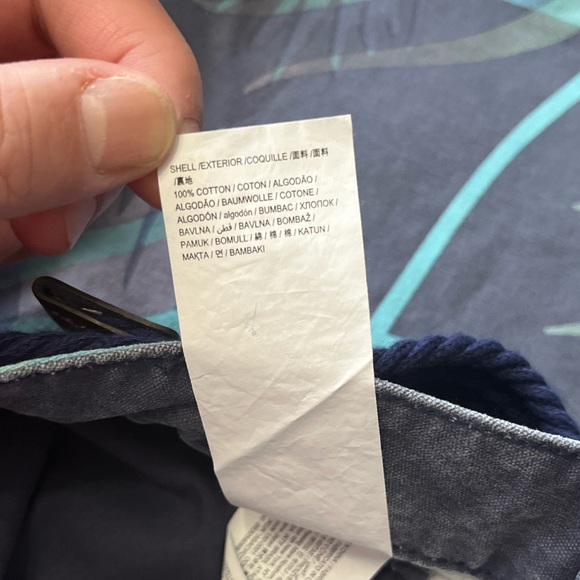 SHELL /EXTERIOR /COQUILLE /面料 /面料
/裏地
100% COTTON / COTON / ALGODÃO /
ALGODÃO / BAUMWOLLE / COTONE /
ALGODÓN / algodón / BUMBAC / ХЛОПОК /
BAVLNA / قطن / BAVLNA / BOMBAŽ /
PAMUK / BOMULL / 綿 / 棉 / 棉 / KATUN /
MAĶTA / 면 / BAMBAKI